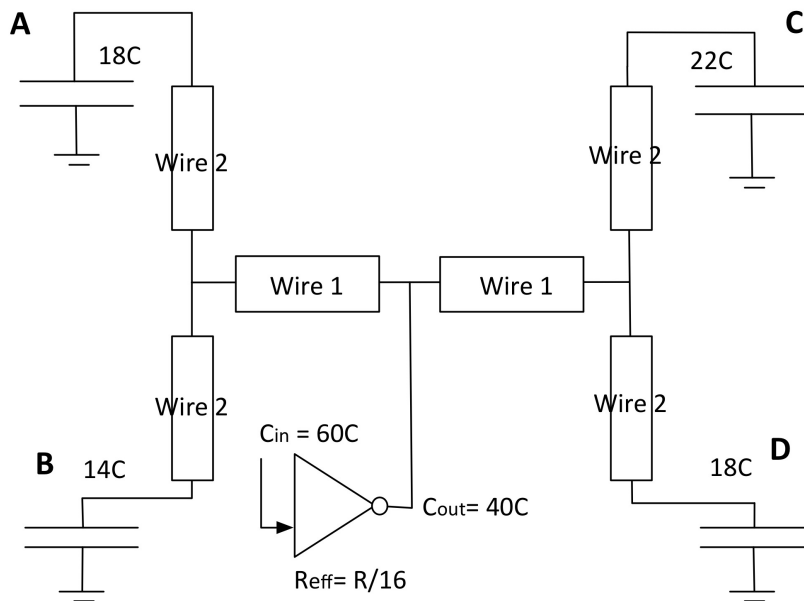 A
18C
C
22C
Wire 2
Wire 2
Wire 1
Wire 1
Wire 2
Wire 2
Cin = 60C
B
14C
D
18C
Cout= 40C
Reff= R/16